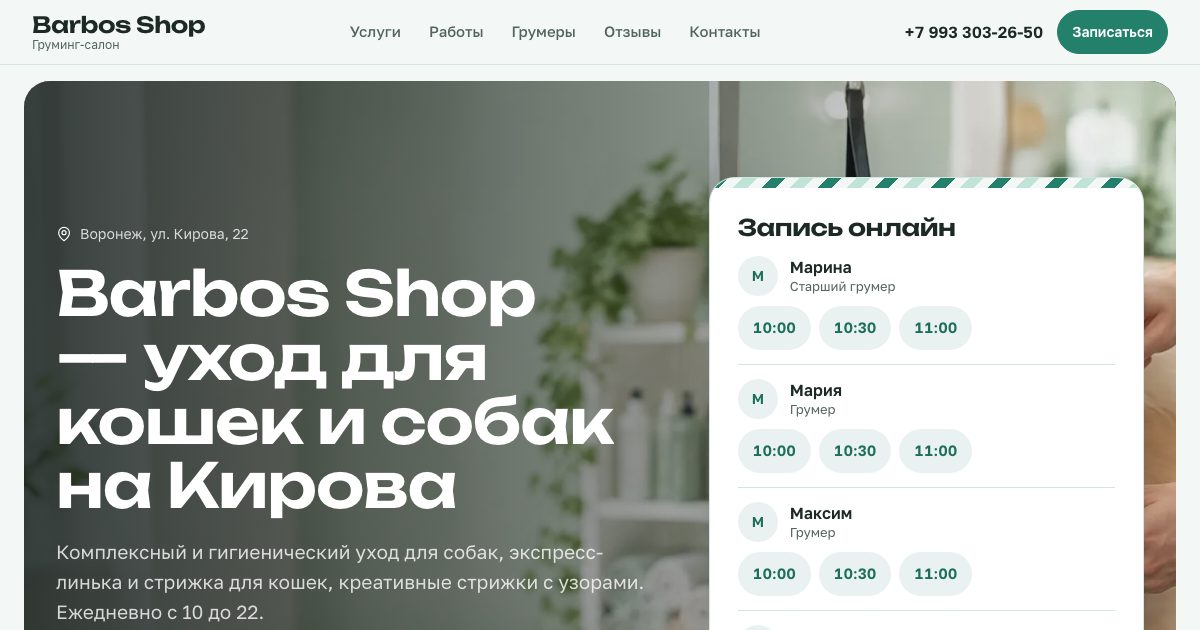 Barbos Shop
Груминг-салон
Услуги
Работы
Грумеры
Отзывы
Контакты
+7 993 303-26-50
Записаться
Воронеж, ул. Кирова, 22
Barbos Shop
— уход для
кошек и собак
на Кирова
Комплексный и гигиенический уход для собак, экспресс-
линька и стрижка для кошек, креативные стрижки с узорами.
Ежедневно с 10 до 22.
Запись онлайн
М
Марина
Старший грумер
10:00
10:30
11:00
М
Мария
Грумер
10:00
10:30
11:00
М
Максим
Грумер
10:00
10:30
11:00